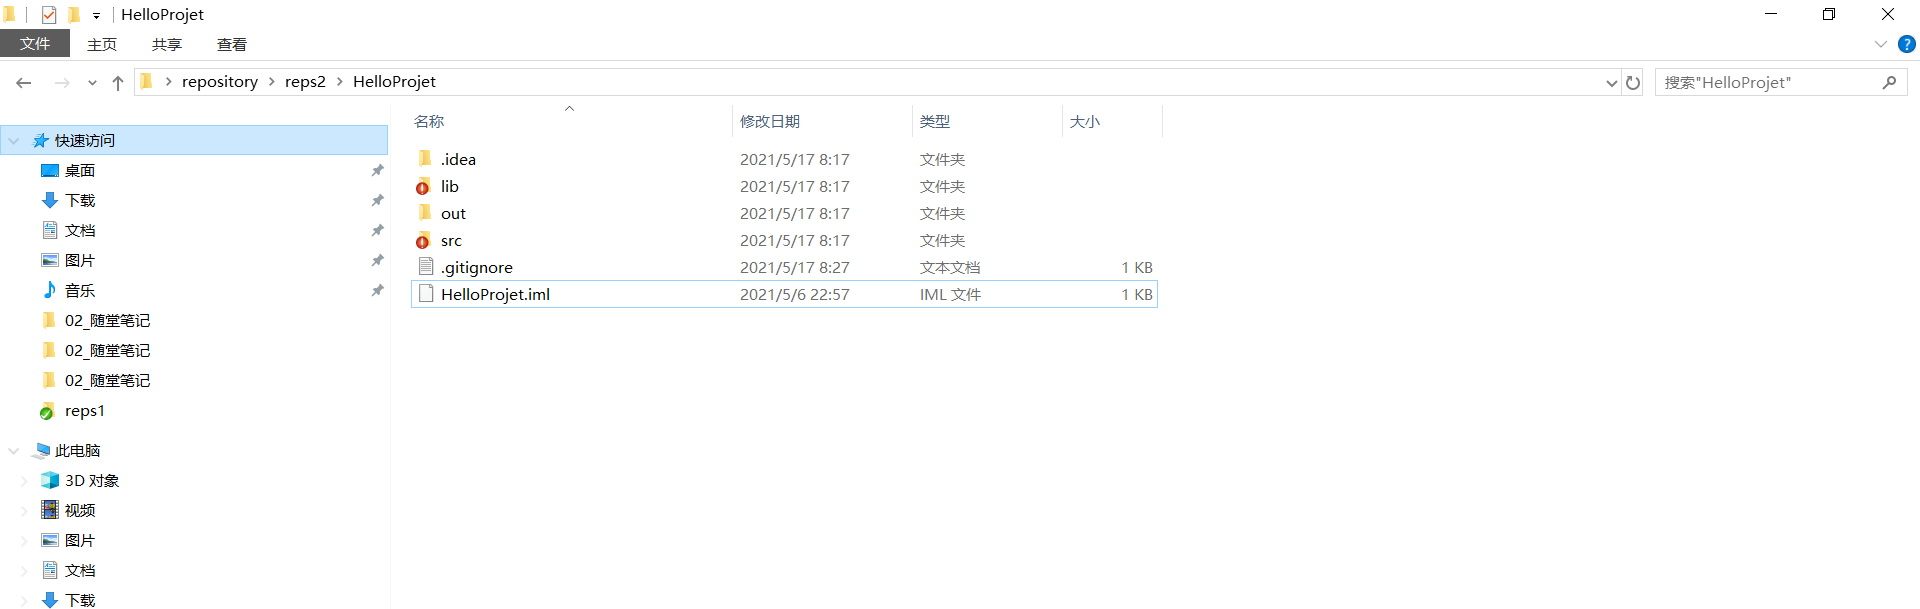 HelloProjet
文件 主页 共享 查看
repository reps2 HelloProjet 搜索"HelloProjet"
名称 修改日期 类型 大小
快速访问
桌面
下载
文档
图片
音乐
02_随堂笔记
02_随堂笔记
02_随堂笔记
reps1
此电脑
3D 对象
视频
图片
文档
下载
.idea 2021/5/17 8:17 文件夹
lib 2021/5/17 8:17 文件夹
out 2021/5/17 8:17 文件夹
src 2021/5/17 8:17 文件夹
.gitignore 2021/5/17 8:27 文本文档 1 KB
HelloProjet.iml 2021/5/6 22:57 IML 文件 1 KB